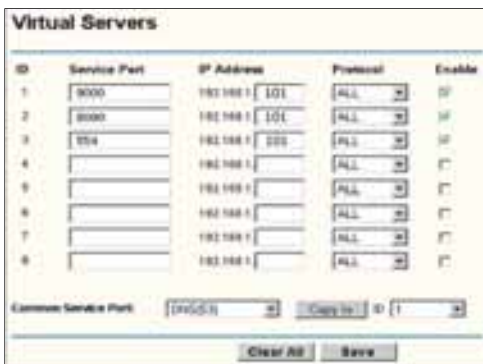 Virtual Servers
ID Service Port IP Address Protocol Enable
1 9000 192.168.1. 101 ALL
2 8080 192.168.1. 101 ALL
3 554 192.168.1. 101 ALL
4 192.168.1. ALL
5 192.168.1. ALL
6 192.168.1. ALL
7 192.168.1. ALL
8 192.168.1. ALL
Common Service Port: DNS(53) Copy to ID 1
Clear All Save